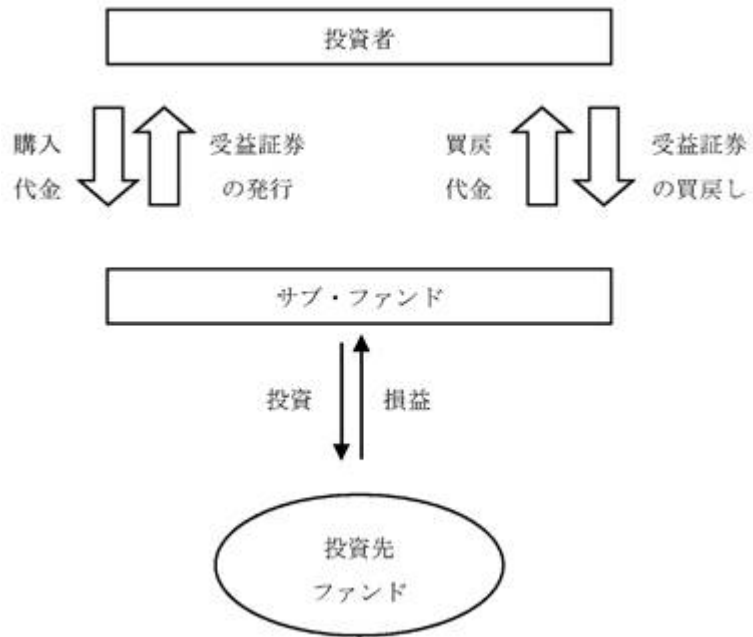 投資者
購入
代金
受益証券
の発行
買戻
代金
受益証券
の買戻し
サブ・ファンド
投資
損益
投資先
ファンド